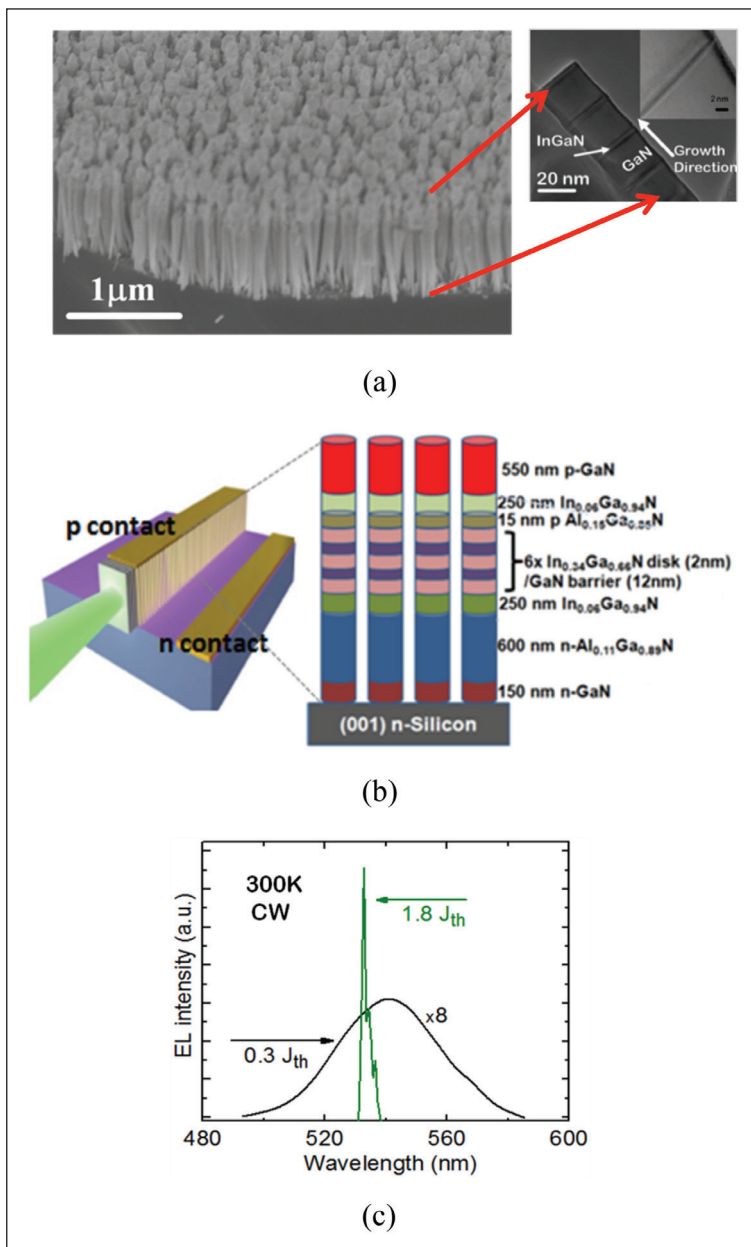 1μm
InGaN
GaN
Growth
Direction
20 nm
2 nm
(a)
p contact
n contact
550 nm p-GaN
250 nm In₀.₀₆Ga₀.₉₄N
15 nm p Al₀.₁₅Ga₀.₈₅N
6x In₀.₃₄Ga₀.₆₆N disk (2nm)
/GaN barrier (12nm)
250 nm In₀.₀₆Ga₀.₉₄N
600 nm n-Al₀.₁₁Ga₀.₈₉N
150 nm n-GaN
(001) n-Silicon
(b)
EL intensity (a.u.)
300K
CW
1.8 Jth
x8
0.3 Jth
480 520 560 600
Wavelength (nm)
(c)